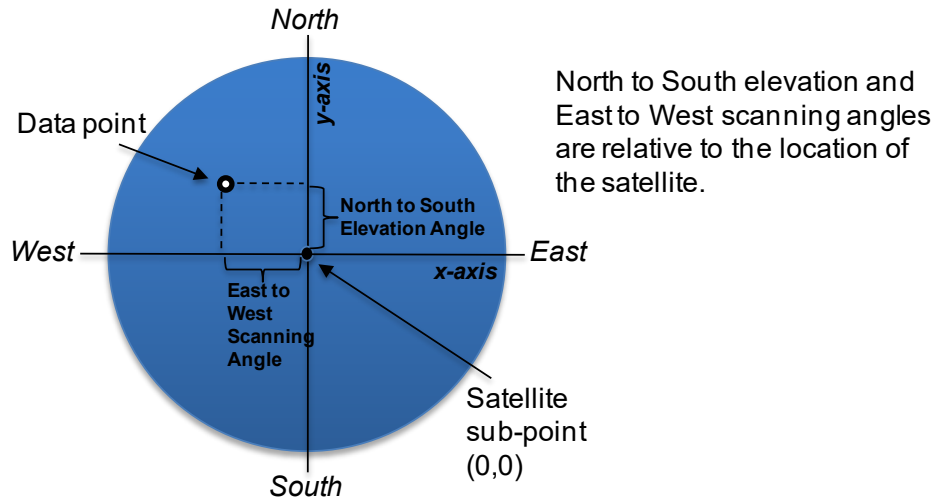 North
y-axis
North to South elevation and
East to West scanning angles
are relative to the location of
the satellite.
Data point
North to South
Elevation Angle
West
East
x-axis
East to
West
Scanning
Angle
Satellite
sub-point
(0,0)
South